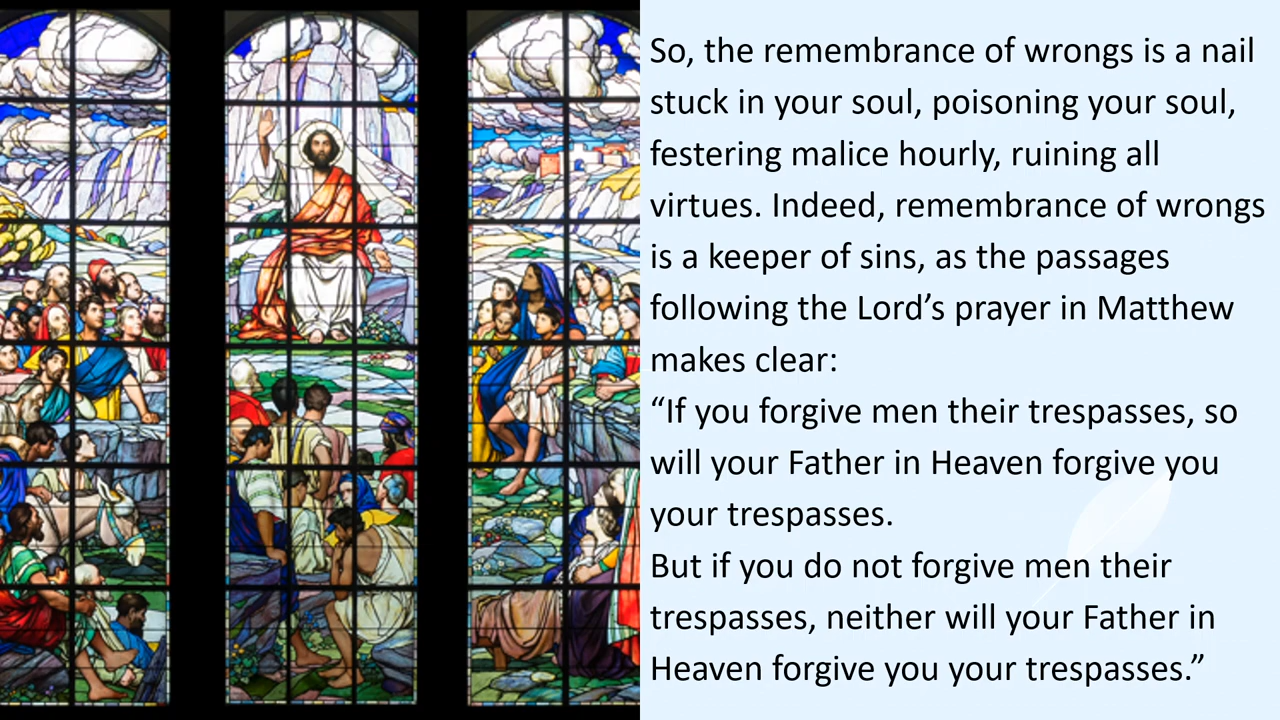 So, the remembrance of wrongs is a nail
stuck in your soul, poisoning your soul,
festering malice hourly, ruining all
virtues. Indeed, remembrance of wrongs
is a keeper of sins, as the passages
following the Lord’s prayer in Matthew
makes clear:
“If you forgive men their trespasses, so
will your Father in Heaven forgive you
your trespasses.
But if you do not forgive men their
trespasses, neither will your Father in
Heaven forgive you your trespasses.”